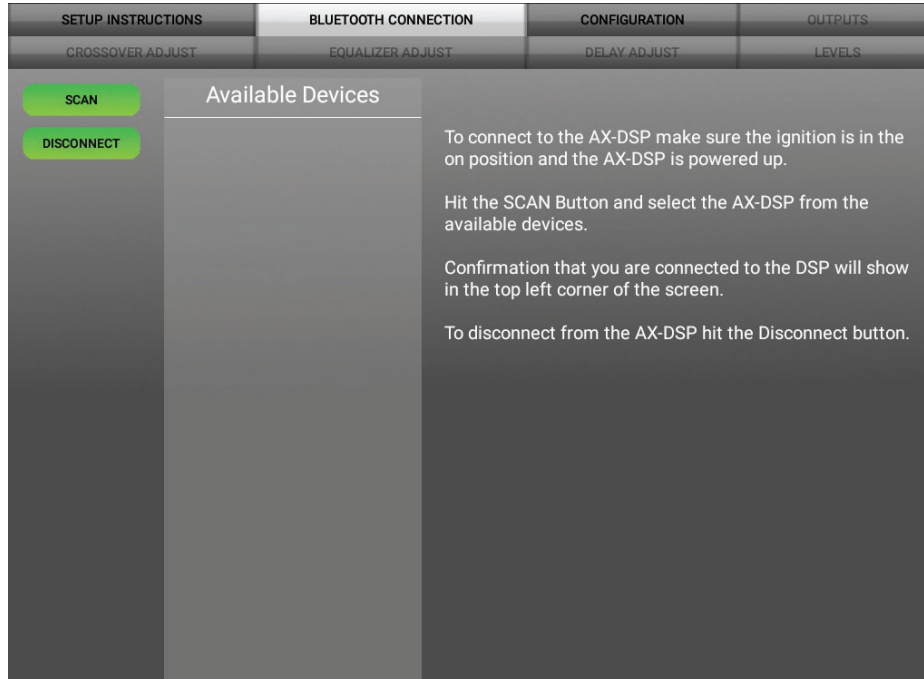 SETUP INSTRUCTIONS
BLUETOOTH CONNECTION
CONFIGURATION
OUTPUTS
CROSSOVER ADJUST
EQUALIZER ADJUST
DELAY ADJUST
LEVELS
SCAN
DISCONNECT
Available Devices
To connect to the AX-DSP make sure the ignition is in the
on position and the AX-DSP is powered up.
Hit the SCAN Button and select the AX-DSP from the
available devices.
Confirmation that you are connected to the DSP will show
in the top left corner of the screen.
To disconnect from the AX-DSP hit the Disconnect button.